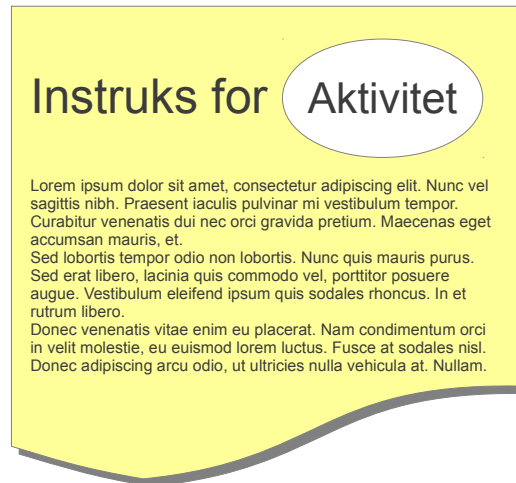 Instruks for Aktivitet
Lorem ipsum dolor sit amet, consectetur adipiscing elit. Nunc vel
sagittis nibh. Praesent iaculis pulvinar mi vestibulum tempor.
Curabitur venenatis dui nec orci gravida pretium. Maecenas eget
accumsan mauris, et.
Sed lobortis tempor odio non lobortis. Nunc quis mauris purus.
Sed erat libero, lacinia quis commodo vel, porttitor posuere
augue. Vestibulum eleifend ipsum quis sodales rhoncus. In et
rutrum libero.
Donec venenatis vitae enim eu placerat. Nam condimentum orci
in velit molestie, eu euismod lorem luctus. Fusce at sodales nisl.
Donec adipiscing arcu odio, ut ultricies nulla vehicula at. Nullam.